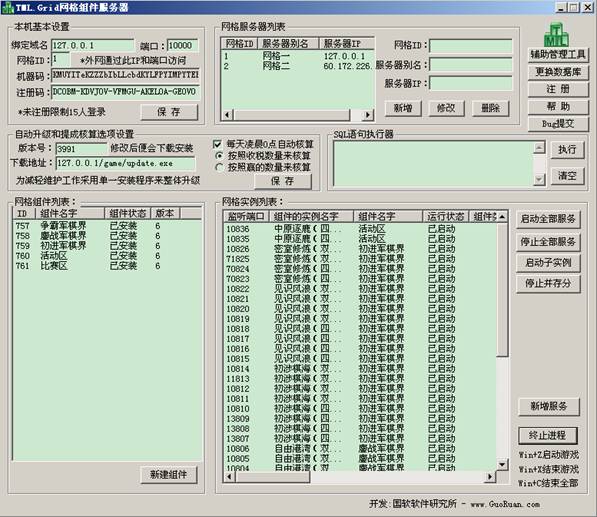 TML.Grid网格组件服务器
本机基本设置
绑定域名 127.0.0.1 端口: 10000
网格ID: 1 *外网通过此IP和端口访问
机器码:
注册码: DCOBM-KDVJOV-VFMGU-AKELOA-GEOVO
*未注册限制15人登录 保 存
网格服务器列表
网格ID 服务器别名 服务器IP
1 网格一 127.0.0.1
2 网格二 60.172.226.
网格ID:
服务器别名:
服务器IP:
新增 修改 删除
辅助管理工具
更换数据库
注 册
帮 助
Bug提交
自动升级和提成核算选项设置
版本号: 3991 修改后便会下载安装
下载地址: 127.0.0.1/game/update.exe
为减轻维护工作采用单一安装程序来整体升级
每天凌晨0点自动核算
按照收税数量来核算
按照赢的数量来核算
保 存
SQL语句执行器
执行
清空
网格组件列表:
ID 组件名字 组件状态 版本
757 争霸军棋界 已安装 6
758 鏖战军棋界 已安装 6
759 初进军棋界 已安装 6
760 活动区 已安装 6
761 比赛区 已安装 6
新建组件
网格实例列表:
监听端口 组件的实例名字 组件名字 运行状态
10836 中原逐鹿(四... 活动区 已启动
10835 中原逐鹿(双... 活动区 已启动
10826 密室修炼(双... 初进军棋界 已启动
71825 密室修炼(双... 初进军棋界 已启动
70824 密室修炼(四... 初进军棋界 已启动
10823 密室修炼(四... 初进军棋界 已启动
10822 见识风浪(双... 初进军棋界 已启动
10821 见识风浪(双... 初进军棋界 已启动
10820 见识风浪(双... 初进军棋界 已启动
10819 见识风浪(双... 初进军棋界 已启动
10818 见识风浪(四... 初进军棋界 已启动
10817 见识风浪(四... 初进军棋界 已启动
10816 见识风浪(四... 初进军棋界 已启动
10815 见识风浪(四... 初进军棋界 已启动
10814 初涉棋海(双... 初进军棋界 已启动
11813 初涉棋海(双... 初进军棋界 已启动
10812 初涉棋海(双... 初进军棋界 已启动
10811 初涉棋海(双... 初进军棋界 已启动
10810 初涉棋海(四... 初进军棋界 已启动
13809 初涉棋海(四... 初进军棋界 已启动
10808 初涉棋海(四... 初进军棋界 已启动
13807 初涉棋海(四... 初进军棋界 已启动
10806 自由港湾(双... 鏖战军棋界 已启动
10805 自由港湾(双... 鏖战军棋界 已启动
10804 自由港湾(双... 鏖战军棋界 已启动
启动全部服务
停止全部服务
启动子实例
停止并存分
新增服务
终止进程
Win+Z启动游戏
Win+X结束游戏
Win+C结束全部
开发:国软软件研究所 - www.GuoRuan.com